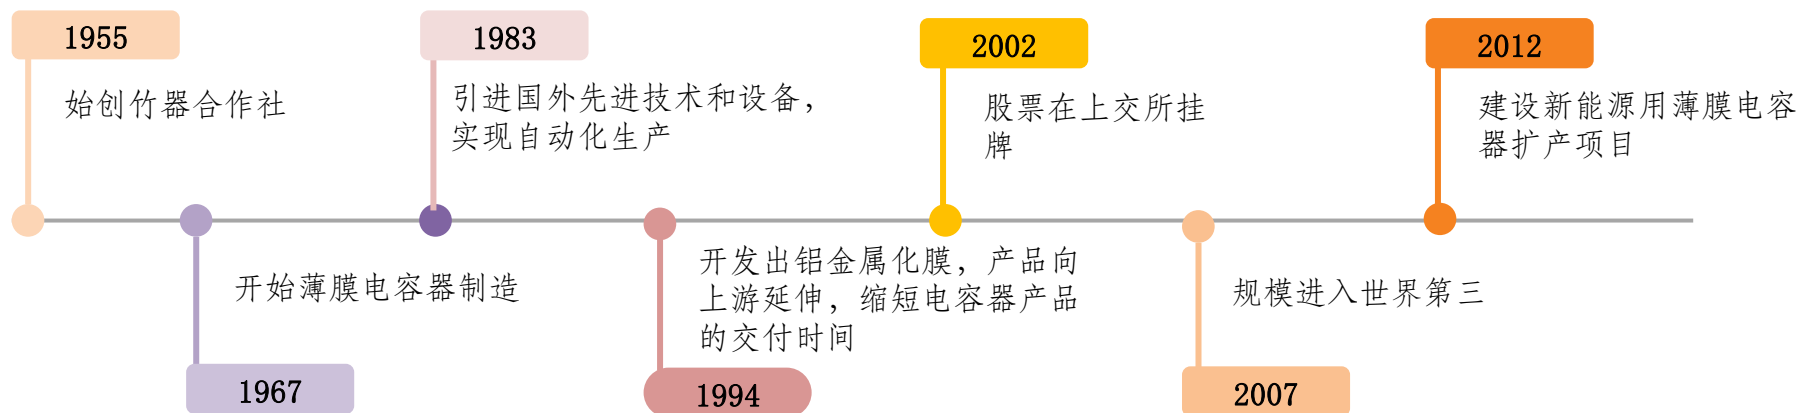 1955
始创竹器合作社
1967
开始薄膜电容器制造
1983
引进国外先进技术和设备，
实现自动化生产
1994
开发出铝金属化膜，产品向
上游延伸，缩短电容器产品
的交付时间
2002
股票在上交所挂
牌
2007
规模进入世界第三
2012
建设新能源用薄膜电容
器扩产项目